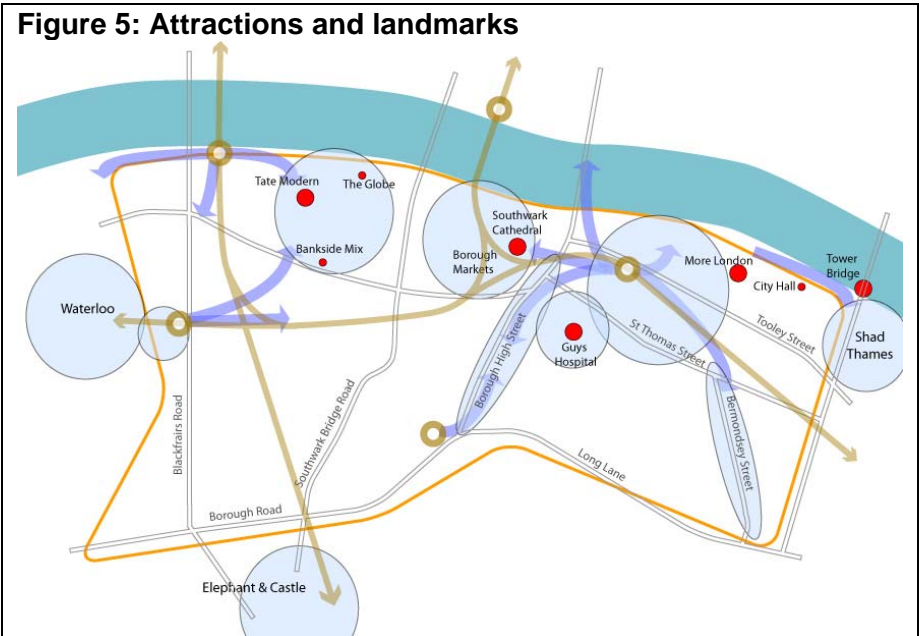 Figure 5: Attractions and landmarks
Tate Modern
The Globe
Bankside Mix
Southwark
Cathedral
Borough
Markets
More London
City Hall
Tower
Bridge
Waterloo
Shad
Thames
Guys
Hospital
Borough High Street
St Thomas Street
Tooley Street
Bermondsey Street
Blackfriars Road
Southwark Bridge Road
Long Lane
Borough Road
Elephant & Castle